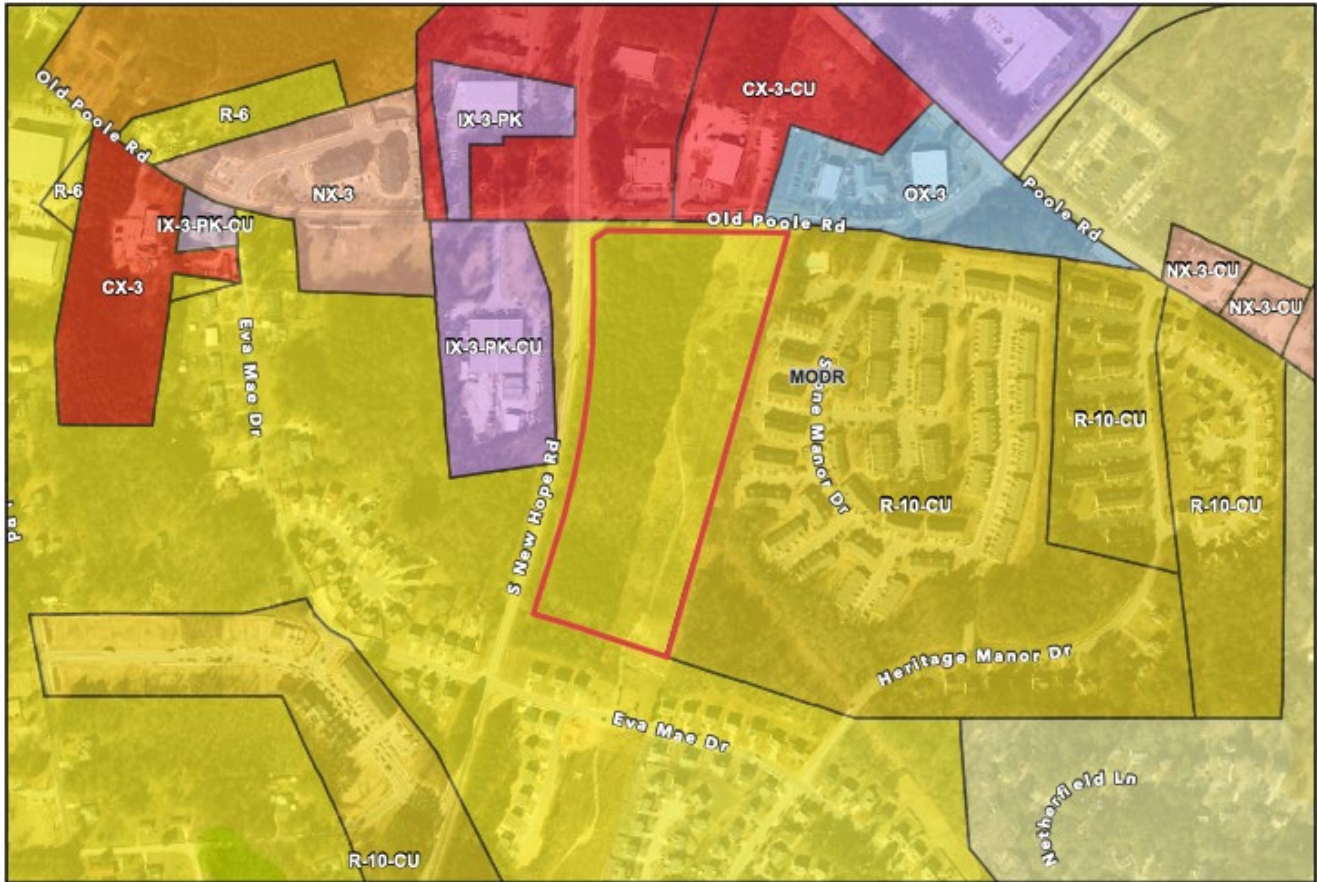 Old Poole Rd
R-6
IX-3-PK
CX-3-CU
R-6
NX-3
OX-3
Poole Rd
Old Poole Rd
IX-3-PK-CU
CX-3
NX-3-CU
NX-3-CU
Eva Mae Dr
IX-3-PK-CU
MODR
Stone Manor Dr
R-10-CU
R-10-CU
R-10-CU
S New Hope Rd
Heritage Manor Dr
Eva Mae Dr
Netherfield Ln
R-10-CU